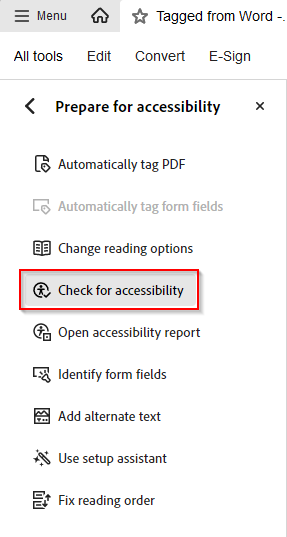 Menu
Tagged from Word -.
All tools Edit Convert E-Sign
Prepare for accessibility
Automatically tag PDF
Automatically tag form fields
Change reading options
Check for accessibility
Open accessibility report
Identify form fields
Add alternate text
Use setup assistant
Fix reading order